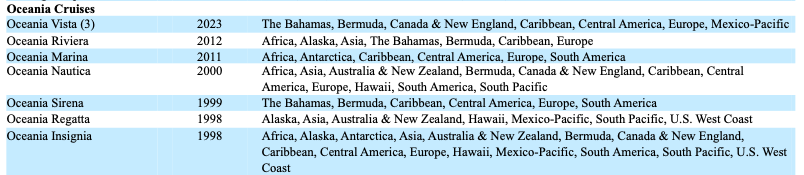 Oceania Cruises
Oceania Vista (3) 2023 The Bahamas, Bermuda, Canada & New England, Caribbean, Central America, Europe, Mexico-Pacific
Oceania Riviera 2012 Africa, Alaska, Asia, The Bahamas, Bermuda, Caribbean, Europe
Oceania Marina 2011 Africa, Antarctica, Caribbean, Central America, Europe, South America
Oceania Nautica 2000 Africa, Asia, Australia & New Zealand, Bermuda, Canada & New England, Caribbean, Central
America, Europe, Hawaii, South America, South Pacific
Oceania Sirena 1999 The Bahamas, Bermuda, Caribbean, Central America, Europe, South America
Oceania Regatta 1998 Alaska, Asia, Australia & New Zealand, Hawaii, Mexico-Pacific, South Pacific, U.S. West Coast
Oceania Insignia 1998 Africa, Alaska, Antarctica, Asia, Australia & New Zealand, Bermuda, Canada & New England,
Caribbean, Central America, Europe, Hawaii, Mexico-Pacific, South America, South Pacific, U.S. West
Coast